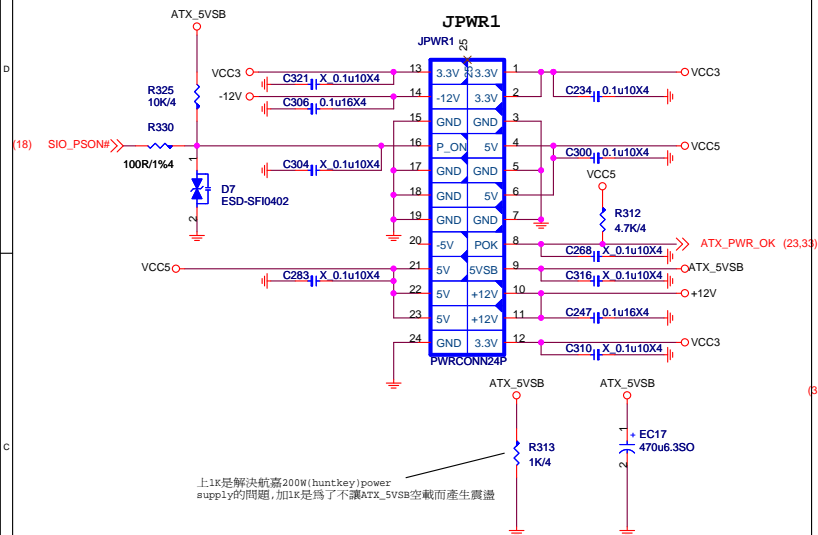 ATX_5VSB
JPWR1
JPWR1
25
25
D
R325
10K/4
VCC3
C321 X_0.1u10X4
13 3.3V 3.3V 1
VCC3
-12V
C306 0.1u16X4
14 -12V 3.3V 2
C234 0.1u10X4
R330
15 GND GND 3
(18) SIO_PSON#
100R/1%4
16 P_ON 5V 4
VCC5
1
C304 X_0.1u10X4
17 GND GND 5
C300 0.1u10X4
VCC5
D7
ESD-SFI0402
18 GND 5V 6
2
19 GND GND 7
R312
4.7K/4
20 -5V POK 8
ATX_PWR_OK (23,33)
C268 X_0.1u10X4
VCC5
21 5V 5VSB 9
ATX_5VSB
C283 X_0.1u10X4
C316 X_0.1u10X4
22 5V +12V 10
+12V
23 5V +12V 11
C247 0.1u16X4
24 GND 3.3V 12
VCC3
C310 X_0.1u10X4
PWRCONN24P
ATX_5VSB
ATX_5VSB
(3
C
R313
1K/4
1
+ EC17
470u6.3SO
2
上1K是解決航嘉200W(huntkey)power
supply的問題,加1K是爲了不讓ATX_5VSB空載而產生震盪